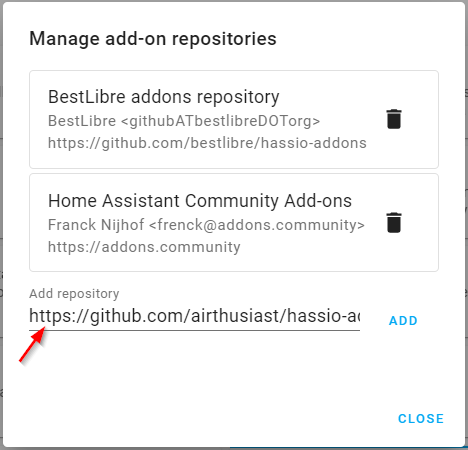 Manage add-on repositories
BestLibre addons repository
BestLibre <githubATbestlibreDOTorg>
https://github.com/bestlibre/hassio-addons
Home Assistant Community Add-ons
Franck Nijhof <frenck@addons.community>
https://addons.community
Add repository
https://github.com/airthusiast/hassio-ad
ADD
CLOSE